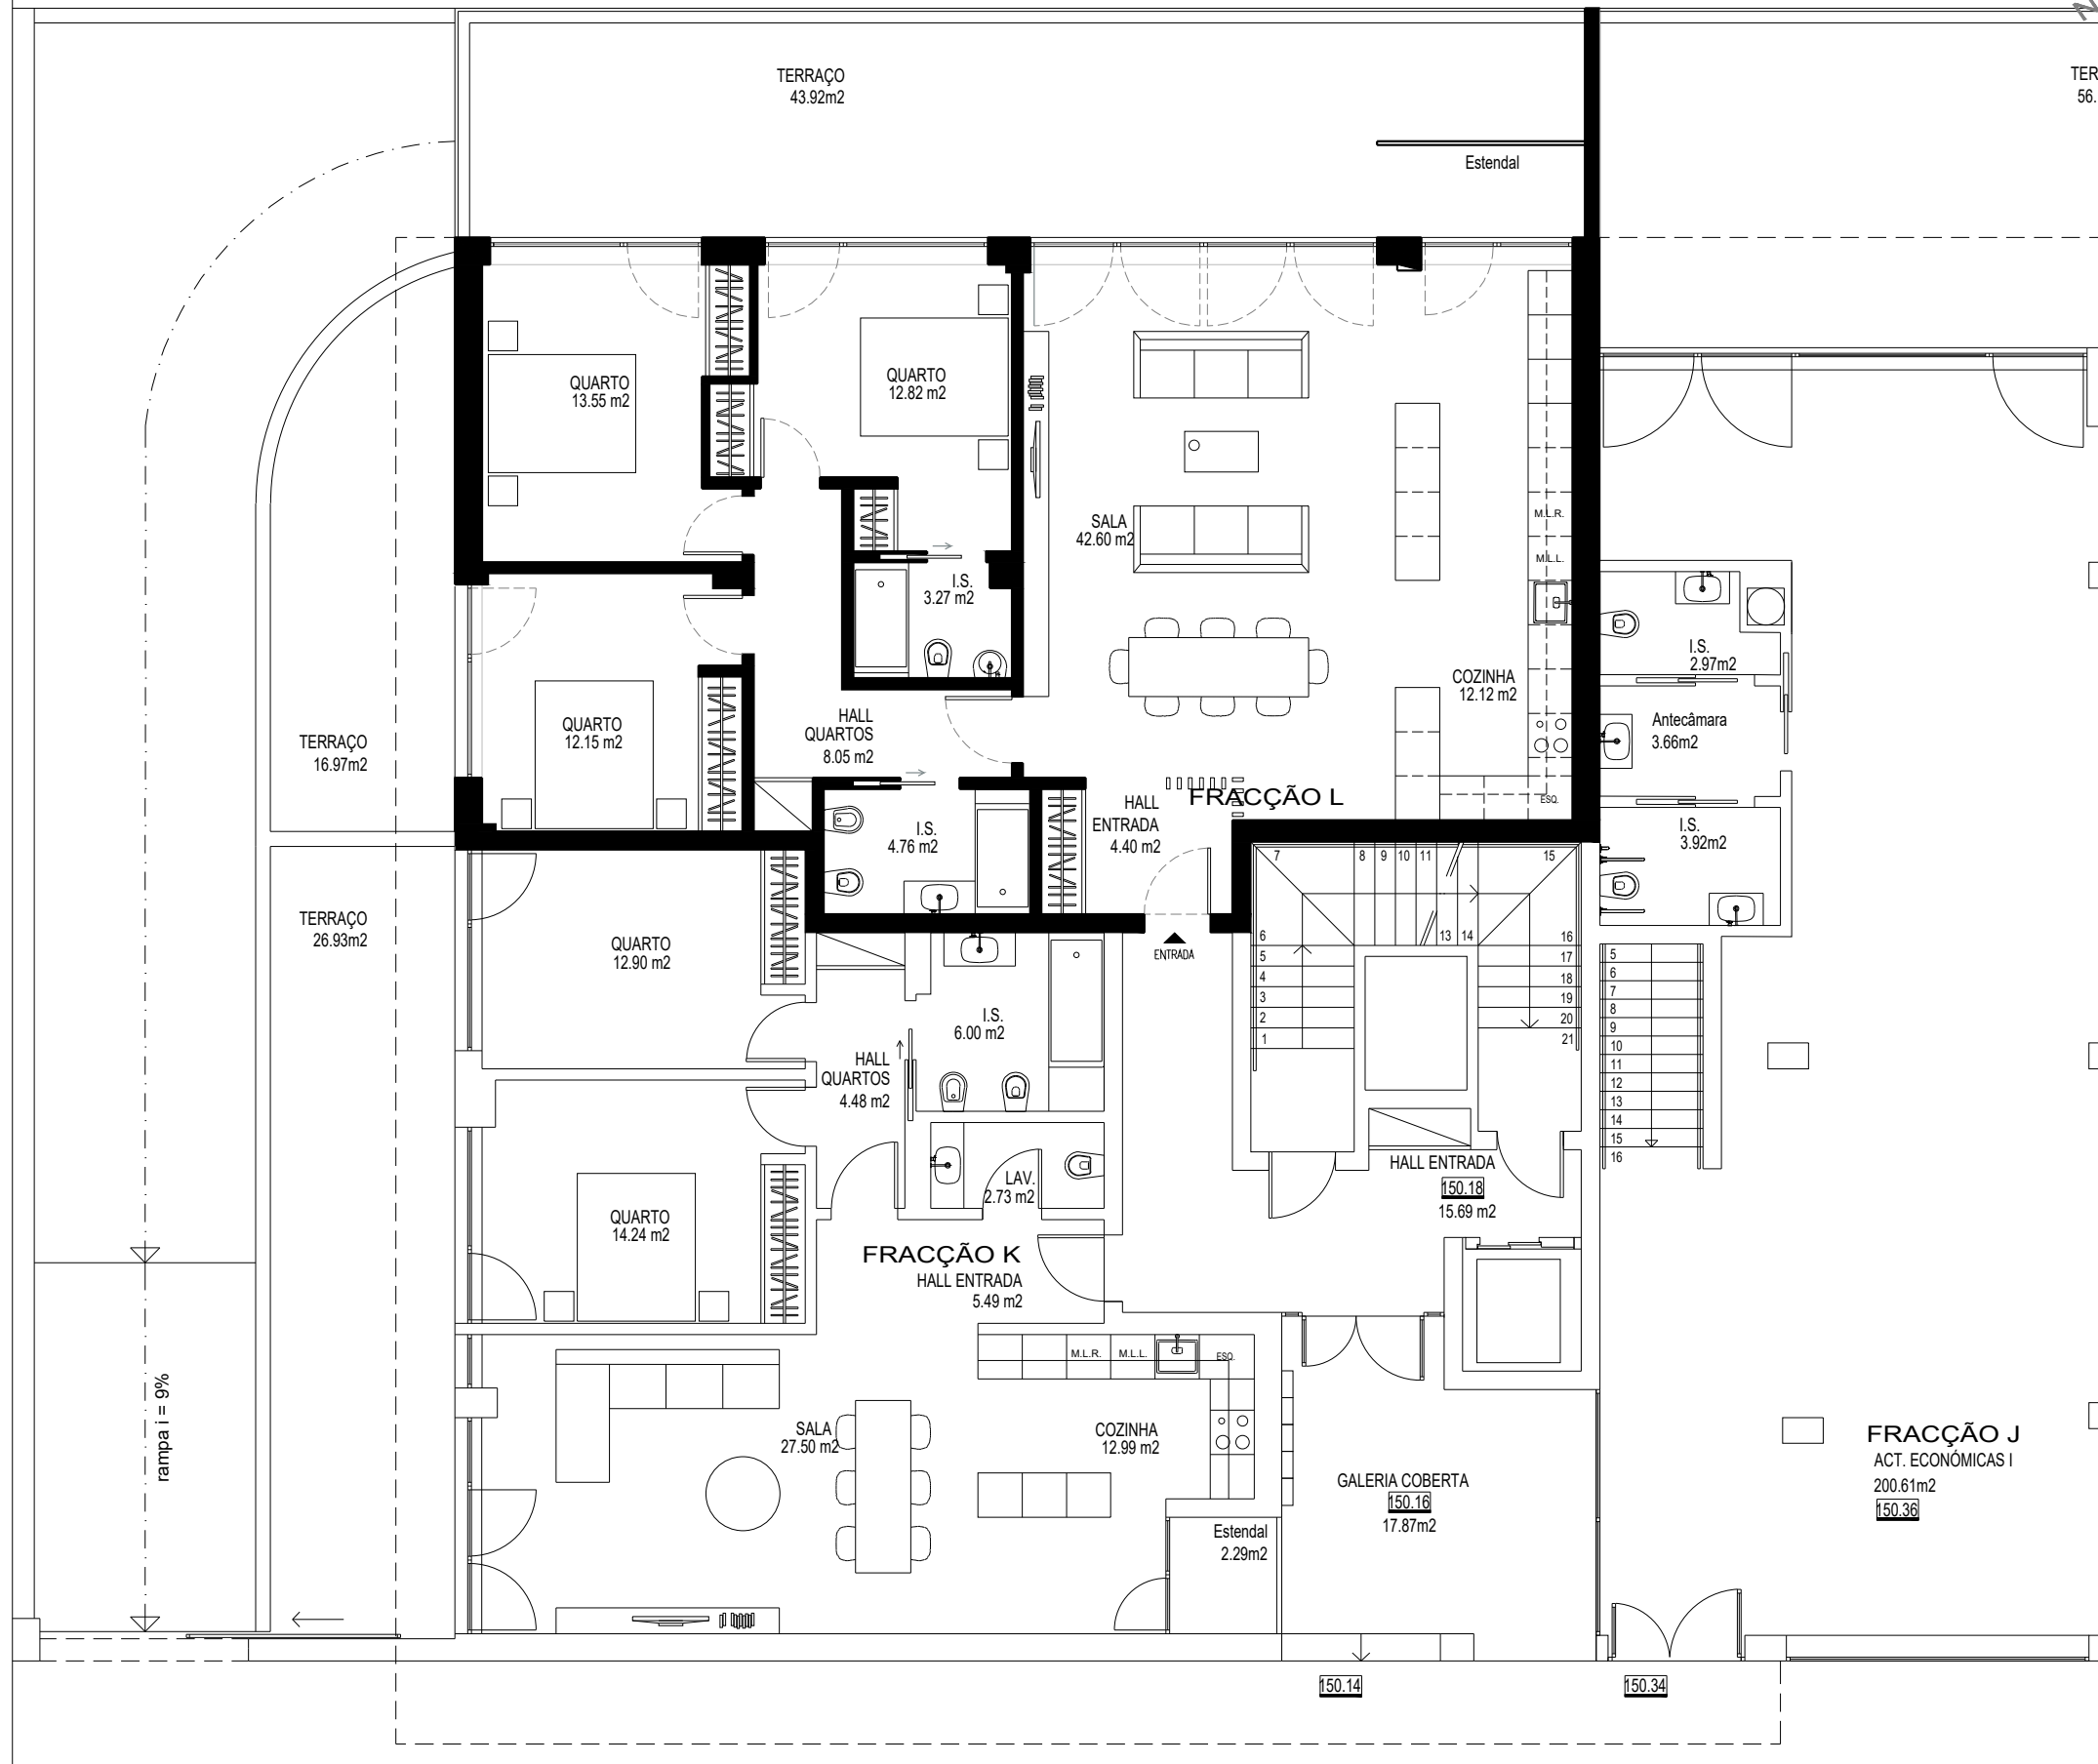 TERRAÇO
43.92m2
Estendal
TER
56.
QUARTO
13.55 m2
QUARTO
12.82 m2
SALA
42.60 m2
M.L.R.
M.L.L.
I.S.
3.27 m2
COZINHA
12.12 m2
ESQ.
QUARTO
12.15 m2
HALL
QUARTOS
8.05 m2
TERRAÇO
16.97m2
I.S.
4.76 m2
HALL
ENTRADA
4.40 m2
FRACÇÃO L
ENTRADA
I.S.
2.97m2
Antecâmara
3.66m2
I.S.
3.92m2
TERRAÇO
26.93m2
QUARTO
12.90 m2
I.S.
6.00 m2
HALL
QUARTOS
4.48 m2
LAV.
2.73 m2
QUARTO
14.24 m2
FRACÇÃO K
HALL ENTRADA
5.49 m2
7
8
9
10
11
15
6
13
14
16
5
17
4
18
3
19
2
20
1
21
5
6
7
8
9
10
11
12
13
14
15
16
HALL ENTRADA
150.18
15.69 m2
M.L.R.
M.L.L.
ESQ.
rampa i = 9%
SALA
27.50 m2
COZINHA
12.99 m2
Estendal
2.29m2
GALERIA COBERTA
150.16
17.87m2
FRACÇÃO J
ACT. ECONÓMICAS I
200.61m2
150.36
150.14
150.34